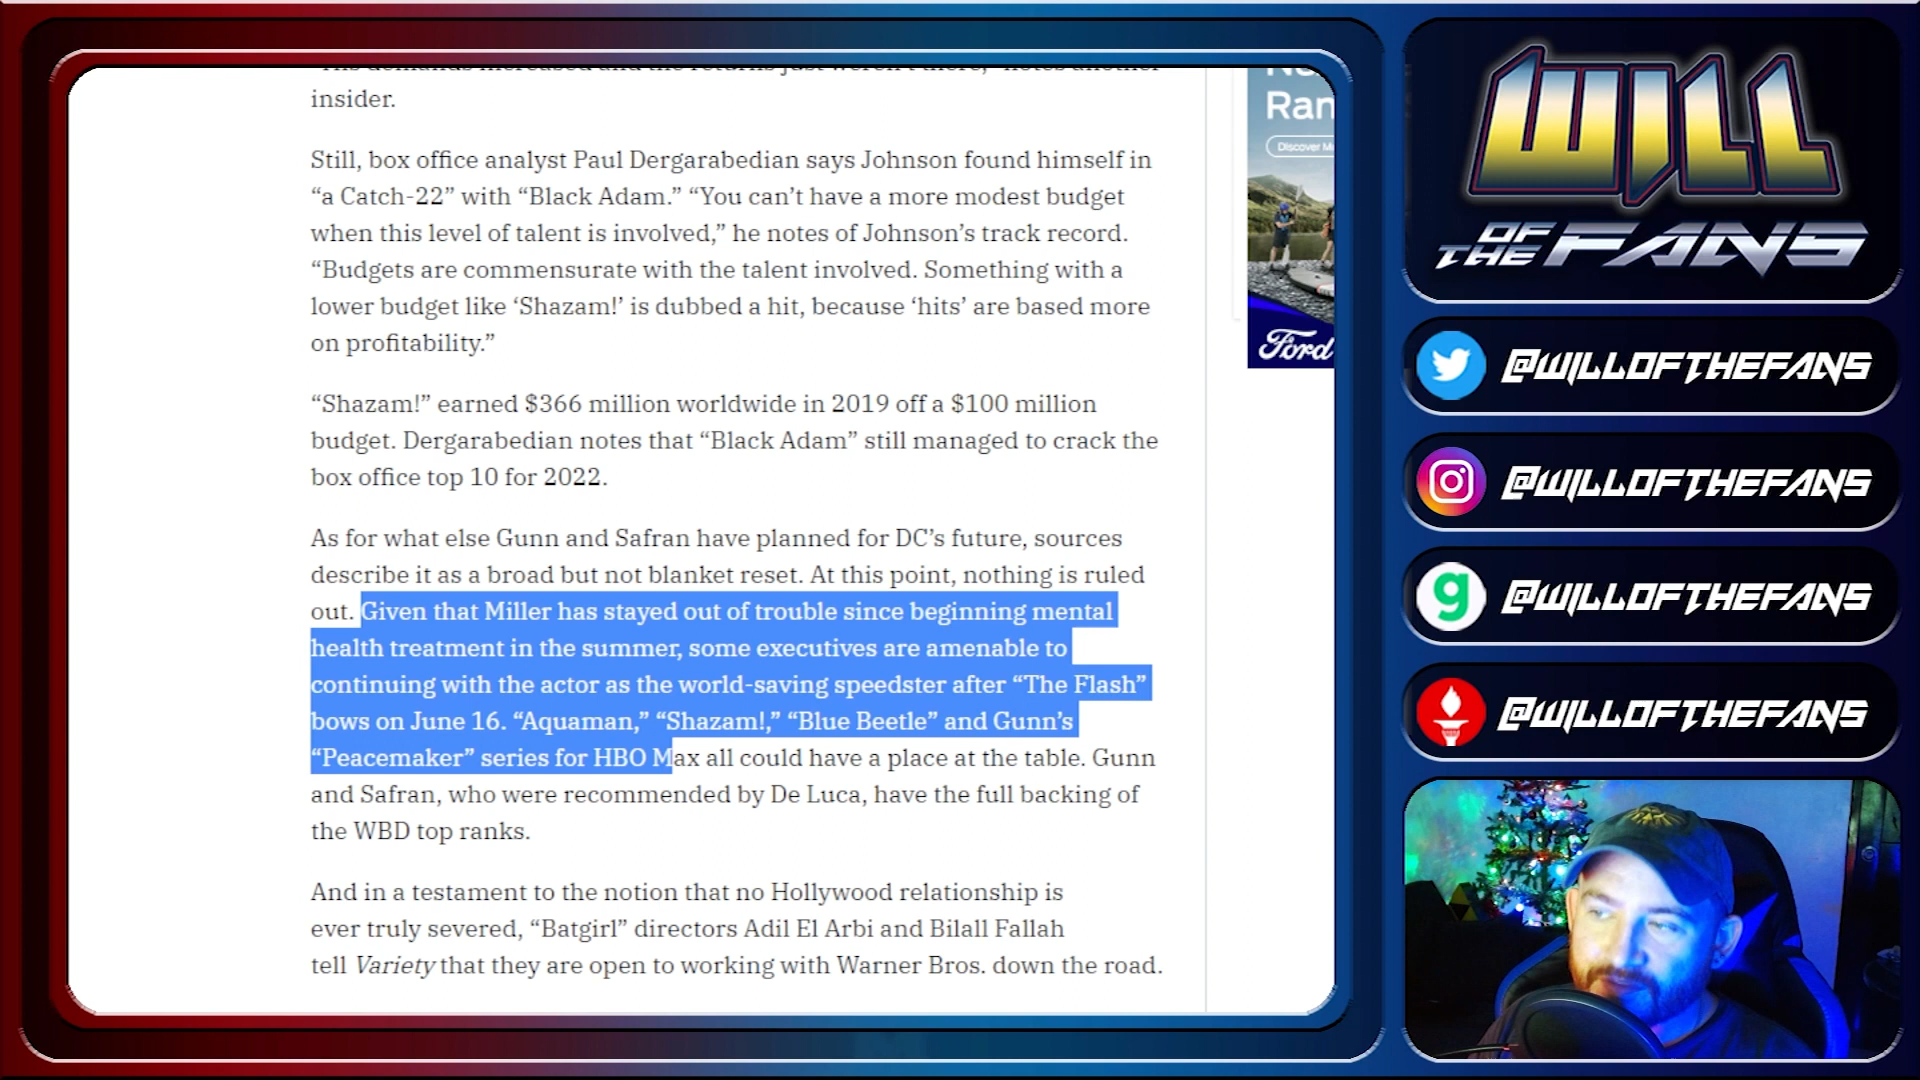 insider.
Still, box office analyst Paul Dergarabedian says Johnson found himself in
“a Catch-22” with “Black Adam.” “You can’t have a more modest budget
when this level of talent is involved,” he notes of Johnson’s track record.
“Budgets are commensurate with the talent involved. Something with a
lower budget like ‘Shazam!’ is dubbed a hit, because ‘hits’ are based more
on profitability.”
“Shazam!” earned $366 million worldwide in 2019 off a $100 million
budget. Dergarabedian notes that “Black Adam” still managed to crack the
box office top 10 for 2022.
As for what else Gunn and Safran have planned for DC’s future, sources
describe it as a broad but not blanket reset. At this point, nothing is ruled
out. Given that Miller has stayed out of trouble since beginning mental
health treatment in the summer, some executives are amenable to
continuing with the actor as the world-saving speedster after “The Flash”
bows on June 16. “Aquaman,” “Shazam!,” “Blue Beetle” and Gunn’s
“Peacemaker” series for HBO Max all could have a place at the table. Gunn
and Safran, who were recommended by De Luca, have the full backing of
the WBD top ranks.
And in a testament to the notion that no Hollywood relationship is
ever truly severed, “Batgirl” directors Adil El Arbi and Bilall Fallah
tell Variety that they are open to working with Warner Bros. down the road.
Ran
Discover M
Ford
WILL
OF
THE FANS
@WILLOFTHEFANS
@WILLOFTHEFANS
g @WILLOFTHEFANS
@WILLOFTHEFANS